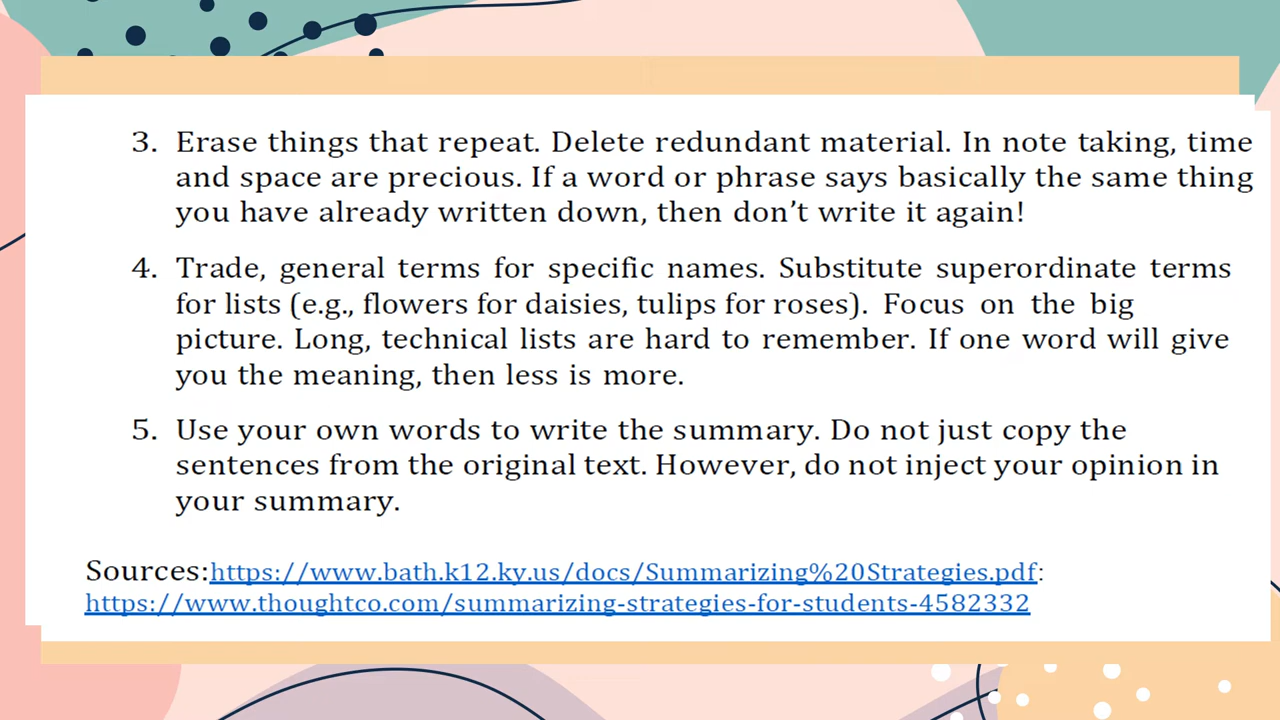 3. Erase things that repeat. Delete redundant material. In note taking, time
and space are precious. If a word or phrase says basically the same thing
you have already written down, then don’t write it again!
4. Trade, general terms for specific names. Substitute superordinate terms
for lists (e.g., flowers for daisies, tulips for roses). Focus on the big
picture. Long, technical lists are hard to remember. If one word will give
you the meaning, then less is more.
5. Use your own words to write the summary. Do not just copy the
sentences from the original text. However, do not inject your opinion in
your summary.
Sources:https://www.bath.k12.ky.us/docs/Summarizing%20Strategies.pdf:
https://www.thoughtco.com/summarizing-strategies-for-students-4582332